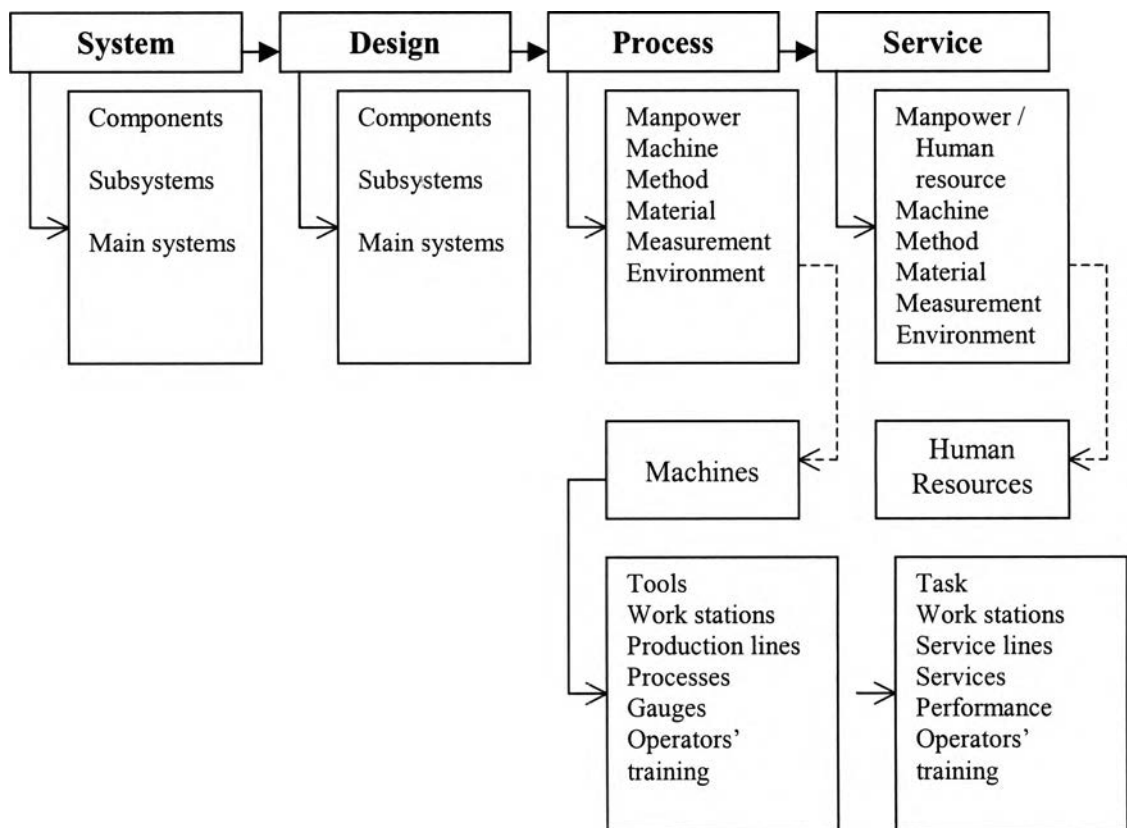 System
Design
Process
Service
Components
Subsystems
Main systems
Components
Subsystems
Main systems
Manpower
Machine
Method
Material
Measurement
Environment
Manpower /
Human
resource
Machine
Method
Material
Measurement
Environment
Machines
Human
Resources
Tools
Work stations
Production lines
Processes
Gauges
Operators’
training
Task
Work stations
Service lines
Services
Performance
Operators’
training